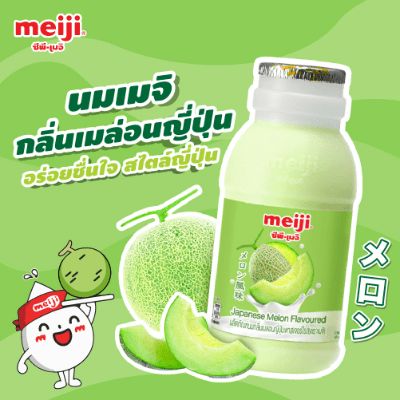 meiji
ซีพี-เมจิ
นมเมจิ
กลิ่นเมล่อนญี่ปุ่น
อร่อยชื่นใจ สไตล์ญี่ปุ่น
meiji
ซีพี-เมจิ
メロン風味
Japanese Melon Flavoured
メロン
meiji